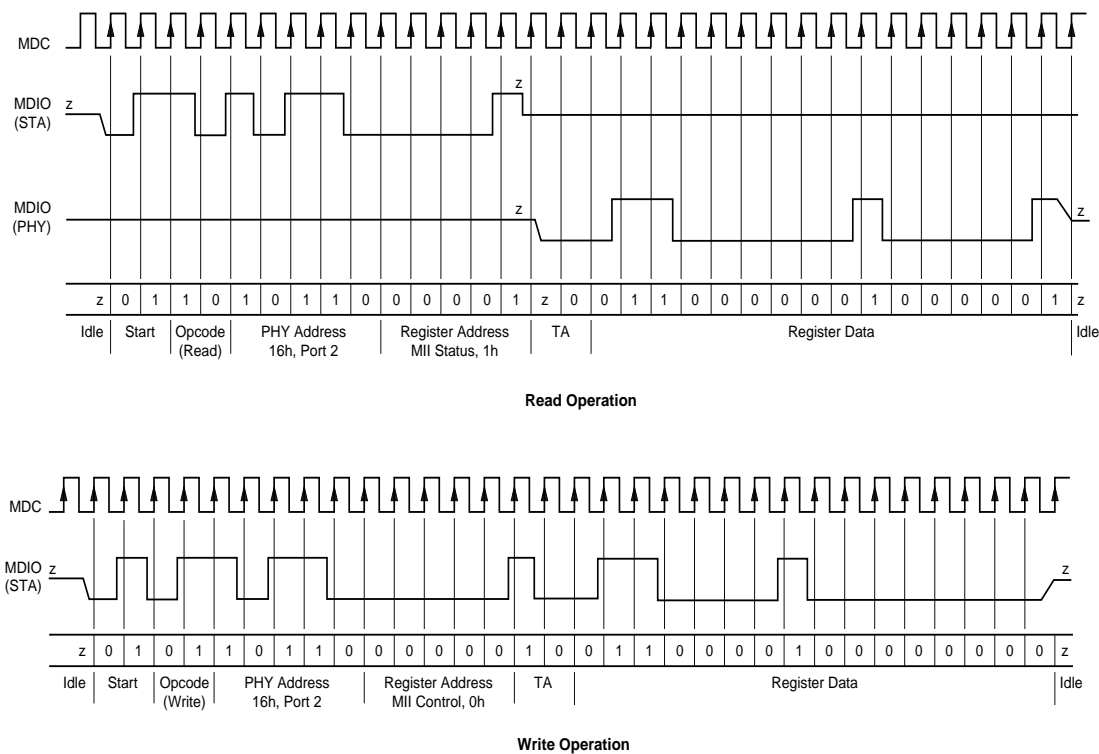 MDC
z
MDIO z
(STA)
MDIO z
(PHY) z
z 0 1 1 0 1 0 1 1 0 0 0 0 0 1 z 0 0 1 1 0 0 0 0 0 0 1 0 0 0 0 0 1 z
Idle Start Opcode PHY Address Register Address TA Register Data Idle
(Read) 16h, Port 2 MII Status, 1h
Read Operation
MDC
MDIO z z
(STA)
z 0 1 0 1 1 0 1 1 0 0 0 0 0 0 1 0 0 1 1 0 0 0 0 1 0 0 0 0 0 0 0 0 z
Idle Start Opcode PHY Address Register Address TA Register Data Idle
(Write) 16h, Port 2 MII Control, 0h
Write Operation